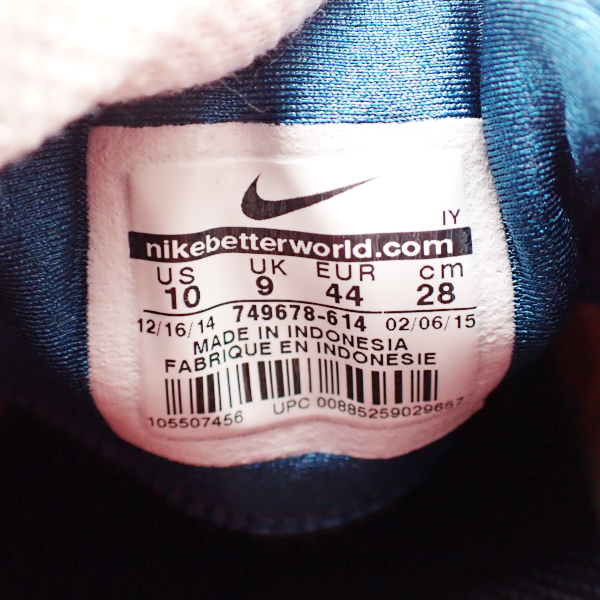 IY
nikebetterworld.com
US UK EUR cm
10 9 44 28
12/16/14 749678-614 02/06/15
MADE IN INDONESIA
FABRIQUE EN INDONESIE
105507456 UPC 00885259029657